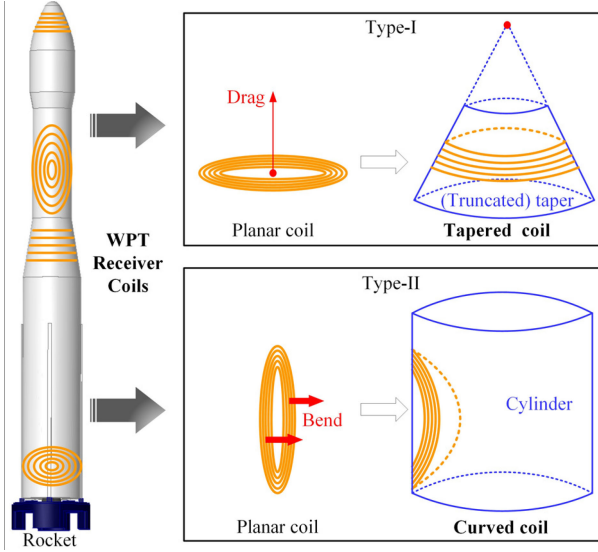 Type-I
Drag
Planar coil
(Truncated) taper
Tapered coil
WPT
Receiver
Coils
Type-II
Bend
Cylinder
Planar coil
Curved coil
Rocket